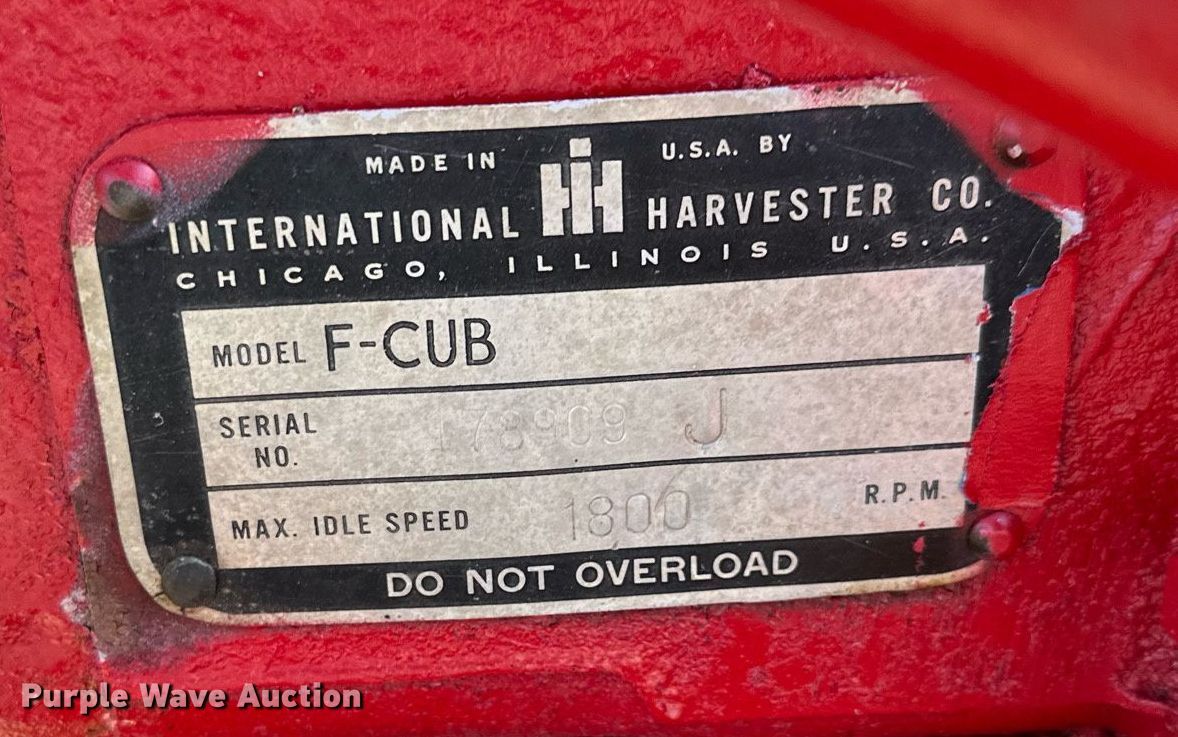 MADE IN IH U.S.A. BY
INTERNATIONAL HARVESTER CO.
CHICAGO, ILLINOIS U.S.A.
MODEL F-CUB
SERIAL NO. 178909 J
MAX. IDLE SPEED 1800 R.P.M.
DO NOT OVERLOAD
Purple Wave Auction